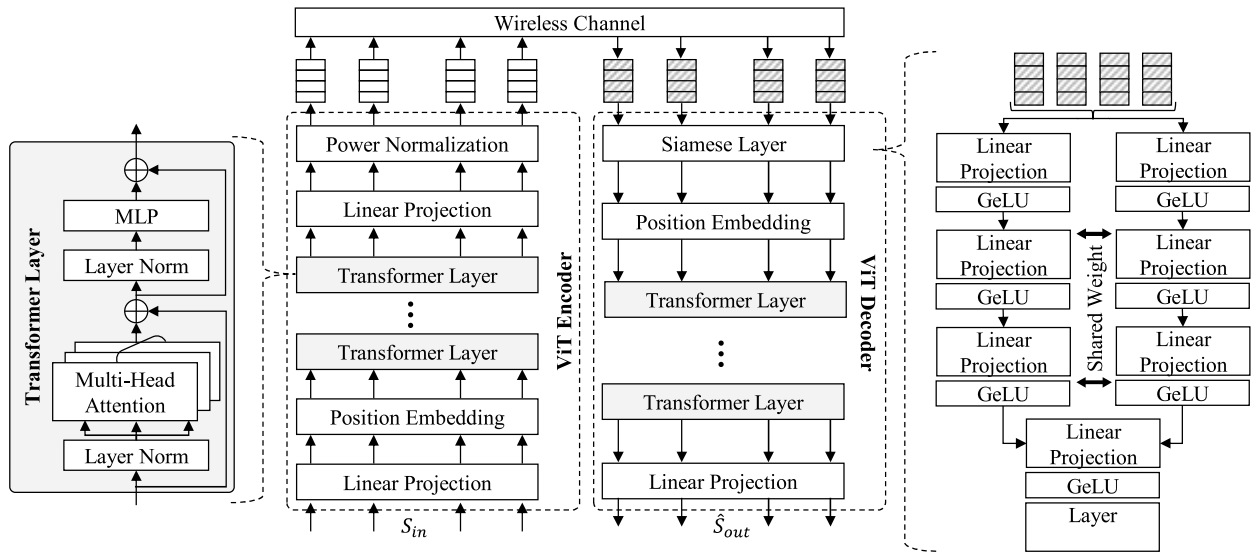 Wireless Channel
Transformer Layer
MLP
Layer Norm
Multi-Head
Attention
Layer Norm
Power Normalization
Linear Projection
Transformer Layer
Transformer Layer
Position Embedding
Linear Projection
S_in
ViT Encoder
Siamese Layer
Position Embedding
Transformer Layer
Transformer Layer
Linear Projection
Ŝ_out
ViT Decoder
Linear
Projection
GeLU
Linear
Projection
GeLU
Linear
Projection
GeLU
Shared Weight
Linear
Projection
GeLU
Linear
Projection
GeLU
Linear
Projection
GeLU
Linear
Projection
GeLU
Layer